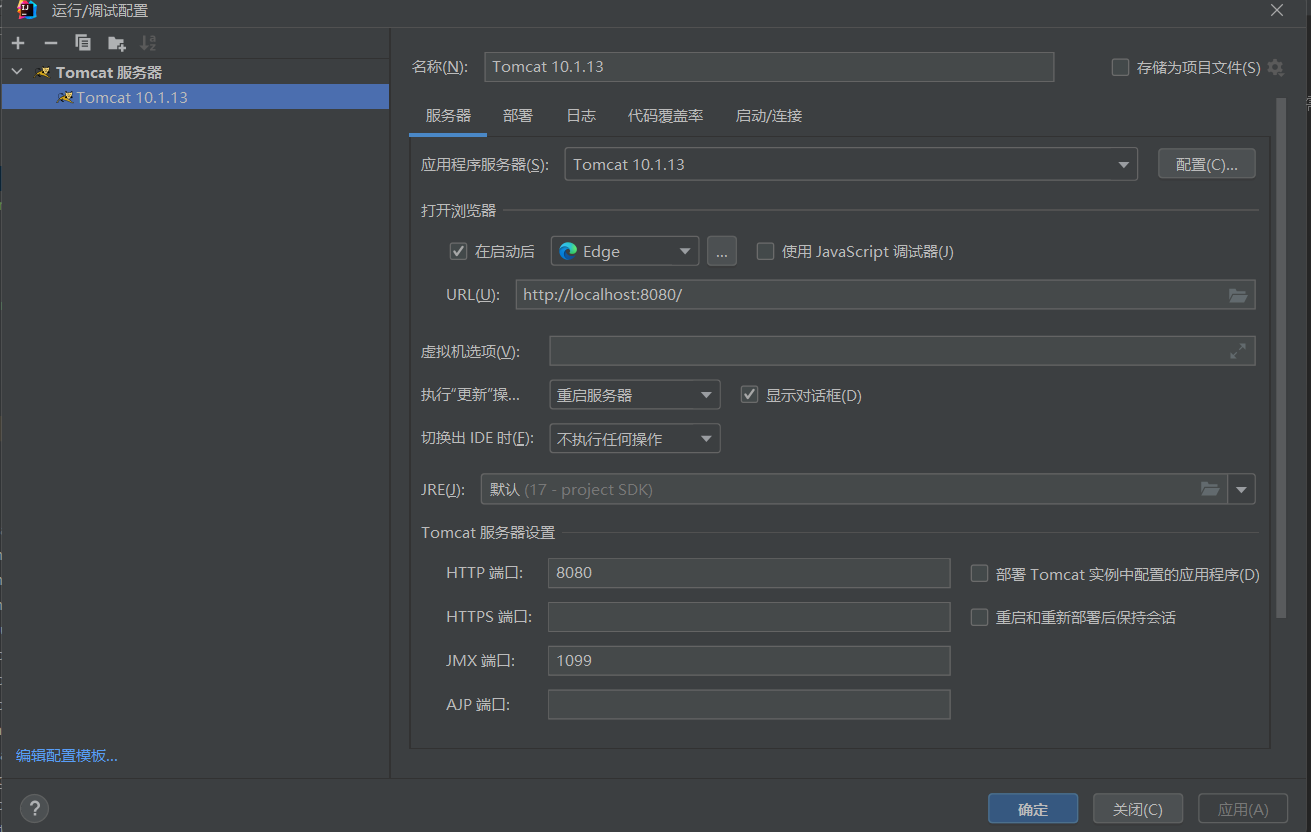 运行/调试配置
Tomcat 服务器
Tomcat 10.1.13
编辑配置模板...
名称(N): Tomcat 10.1.13 存储为项目文件(S)
服务器 部署 日志 代码覆盖率 启动/连接
应用程序服务器(S): Tomcat 10.1.13 配置(C)...
打开浏览器
在启动后 Edge ... 使用 JavaScript 调试器(J)
URL(U): http://localhost:8080/
虚拟机选项(V):
执行“更新”操... 重启服务器 显示对话框(D)
切换出 IDE 时(F): 不执行任何操作
JRE(J): 默认 (17 - project SDK)
Tomcat 服务器设置
HTTP 端口: 8080 部署 Tomcat 实例中配置的应用程序(D)
HTTPS 端口: 重启和重新部署后保持会话
JMX 端口: 1099
AJP 端口:
? 确定 关闭(C) 应用(A)